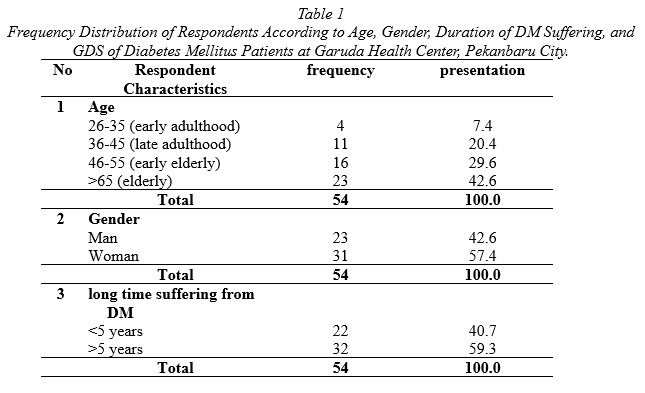 Table 1
Frequency Distribution of Respondents According to Age, Gender, Duration of DM Suffering, and
GDS of Diabetes Mellitus Patients at Garuda Health Center, Pekanbaru City.
No Respondent Characteristics frequency presentation
1 Age
26-35 (early adulthood) 4 7.4
36-45 (late adulthood) 11 20.4
46-55 (early elderly) 16 29.6
>65 (elderly) 23 42.6
Total 54 100.0
2 Gender
Man 23 42.6
Woman 31 57.4
Total 54 100.0
3 long time suffering from
DM
<5 years 22 40.7
>5 years 32 59.3
Total 54 100.0